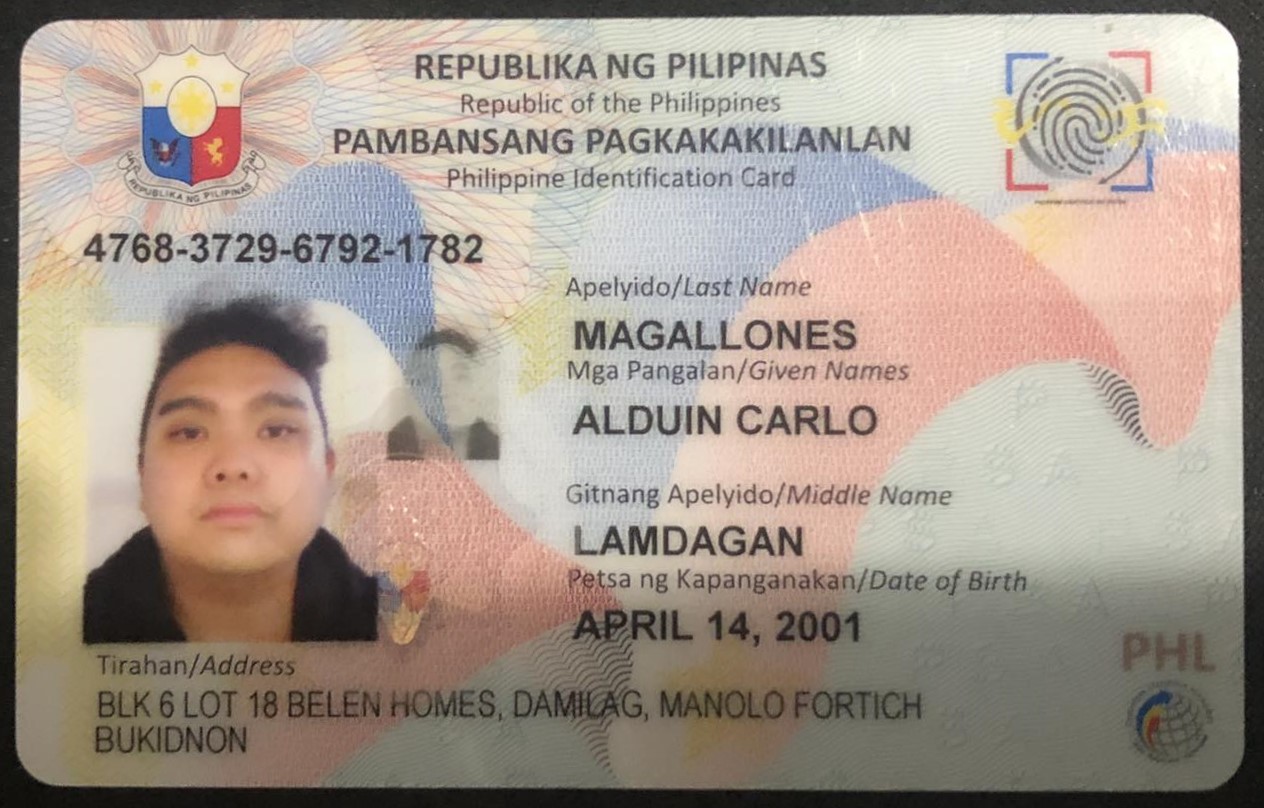 REPUBLIKA NG PILIPINAS
Republic of the Philippines
PAMBANSANG PAGKAKAKILANLAN
Philippine Identification Card
REPUBLIKA NG PILIPINAS
4768-3729-6792-1782
Apelyido/Last Name
MAGALLONES
Mga Pangalan/Given Names
ALDUIN CARLO
Gitnang Apelyido/Middle Name
LAMDAGAN
Petsa ng Kapanganakan/Date of Birth
APRIL 14, 2001
Tirahan/Address
BLK 6 LOT 18 BELEN HOMES, DAMILAG, MANOLO FORTICH
BUKIDNON
PHL